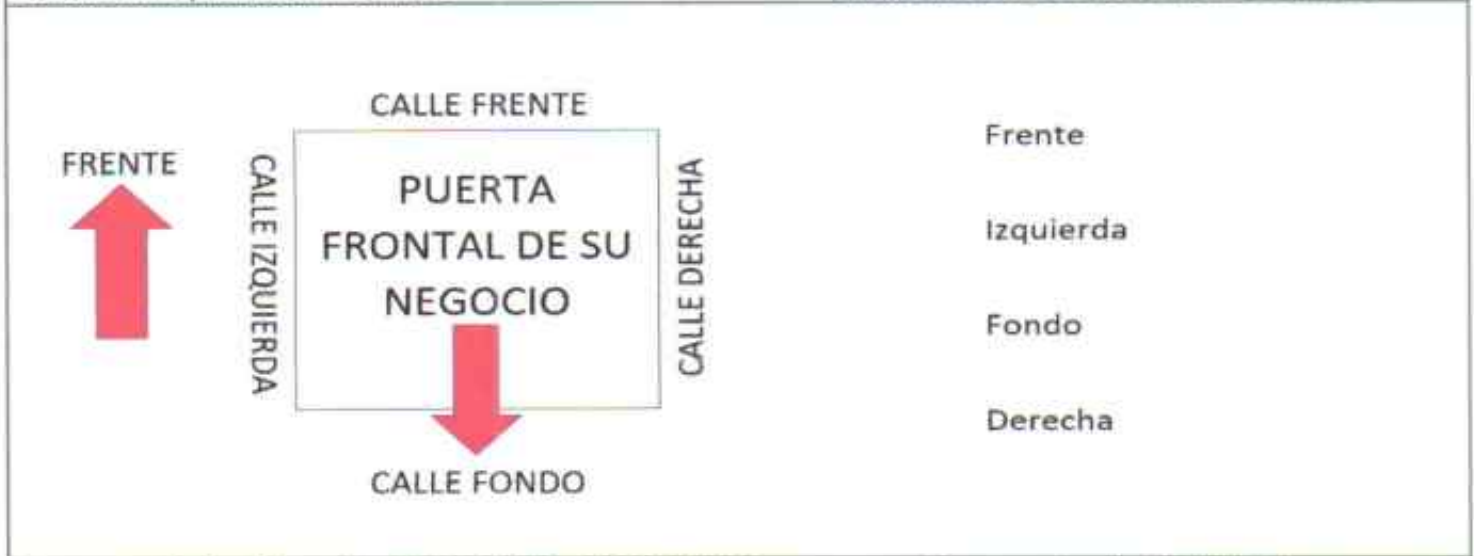 CALLE FRENTE
FRENTE
CALLE IZQUIERDA
PUERTA
FRONTAL DE SU
NEGOCIO
CALLE DERECHA
CALLE FONDO
Frente
Izquierda
Fondo
Derecha